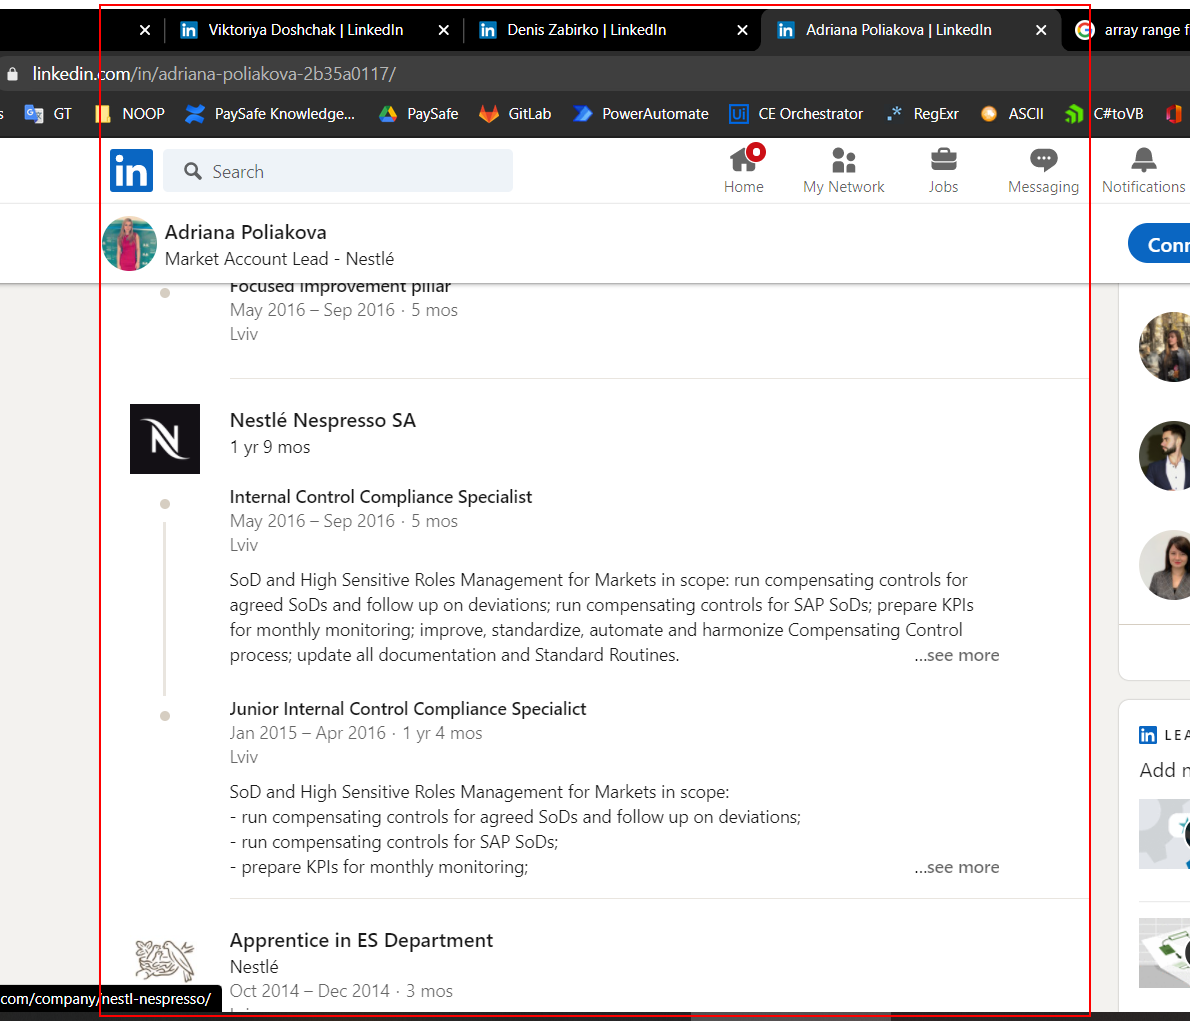 Viktoriya Doshchak | LinkedIn
Denis Zabirko | LinkedIn
Adriana Poliakova | LinkedIn
array range f
linkedin.com/in/adriana-poliakova-2b35a0117/
s
GT
NOOP
PaySafe Knowledge...
PaySafe
GitLab
PowerAutomate
Ui
CE Orchestrator
.*
RegExr
ASCII
C#toVB
in
Search
Home
My Network
Jobs
Messaging
Notifications
Adriana Poliakova
Market Account Lead - Nestlé
Conn
Focused improvement pillar
May 2016 – Sep 2016 · 5 mos
Lviv
N
Nestlé Nespresso SA
1 yr 9 mos
Internal Control Compliance Specialist
May 2016 – Sep 2016 · 5 mos
Lviv
SoD and High Sensitive Roles Management for Markets in scope: run compensating controls for
agreed SoDs and follow up on deviations; run compensating controls for SAP SoDs; prepare KPIs
for monthly monitoring; improve, standardize, automate and harmonize Compensating Control
process; update all documentation and Standard Routines.
...see more
Junior Internal Control Compliance Specialict
Jan 2015 – Apr 2016 · 1 yr 4 mos
Lviv
SoD and High Sensitive Roles Management for Markets in scope:
- run compensating controls for agreed SoDs and follow up on deviations;
- run compensating controls for SAP SoDs;
- prepare KPIs for monthly monitoring;
...see more
in LEA
Add n
Apprentice in ES Department
Nestlé
Oct 2014 – Dec 2014 · 3 mos
com/company/nestl-nespresso/